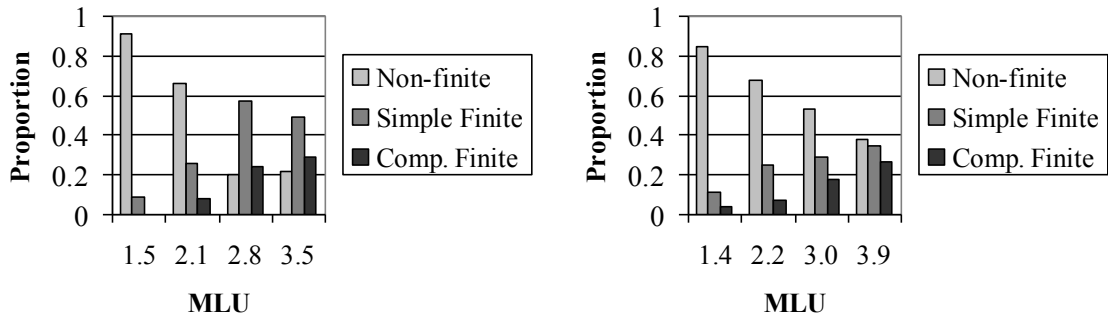 1
0.8
0.6
0.4
0.2
0
Proportion
1.5 2.1 2.8 3.5
MLU
Non-finite
Simple Finite
Comp. Finite
1
0.8
0.6
0.4
0.2
0
Proportion
1.4 2.2 3.0 3.9
MLU
Non-finite
Simple Finite
Comp. Finite